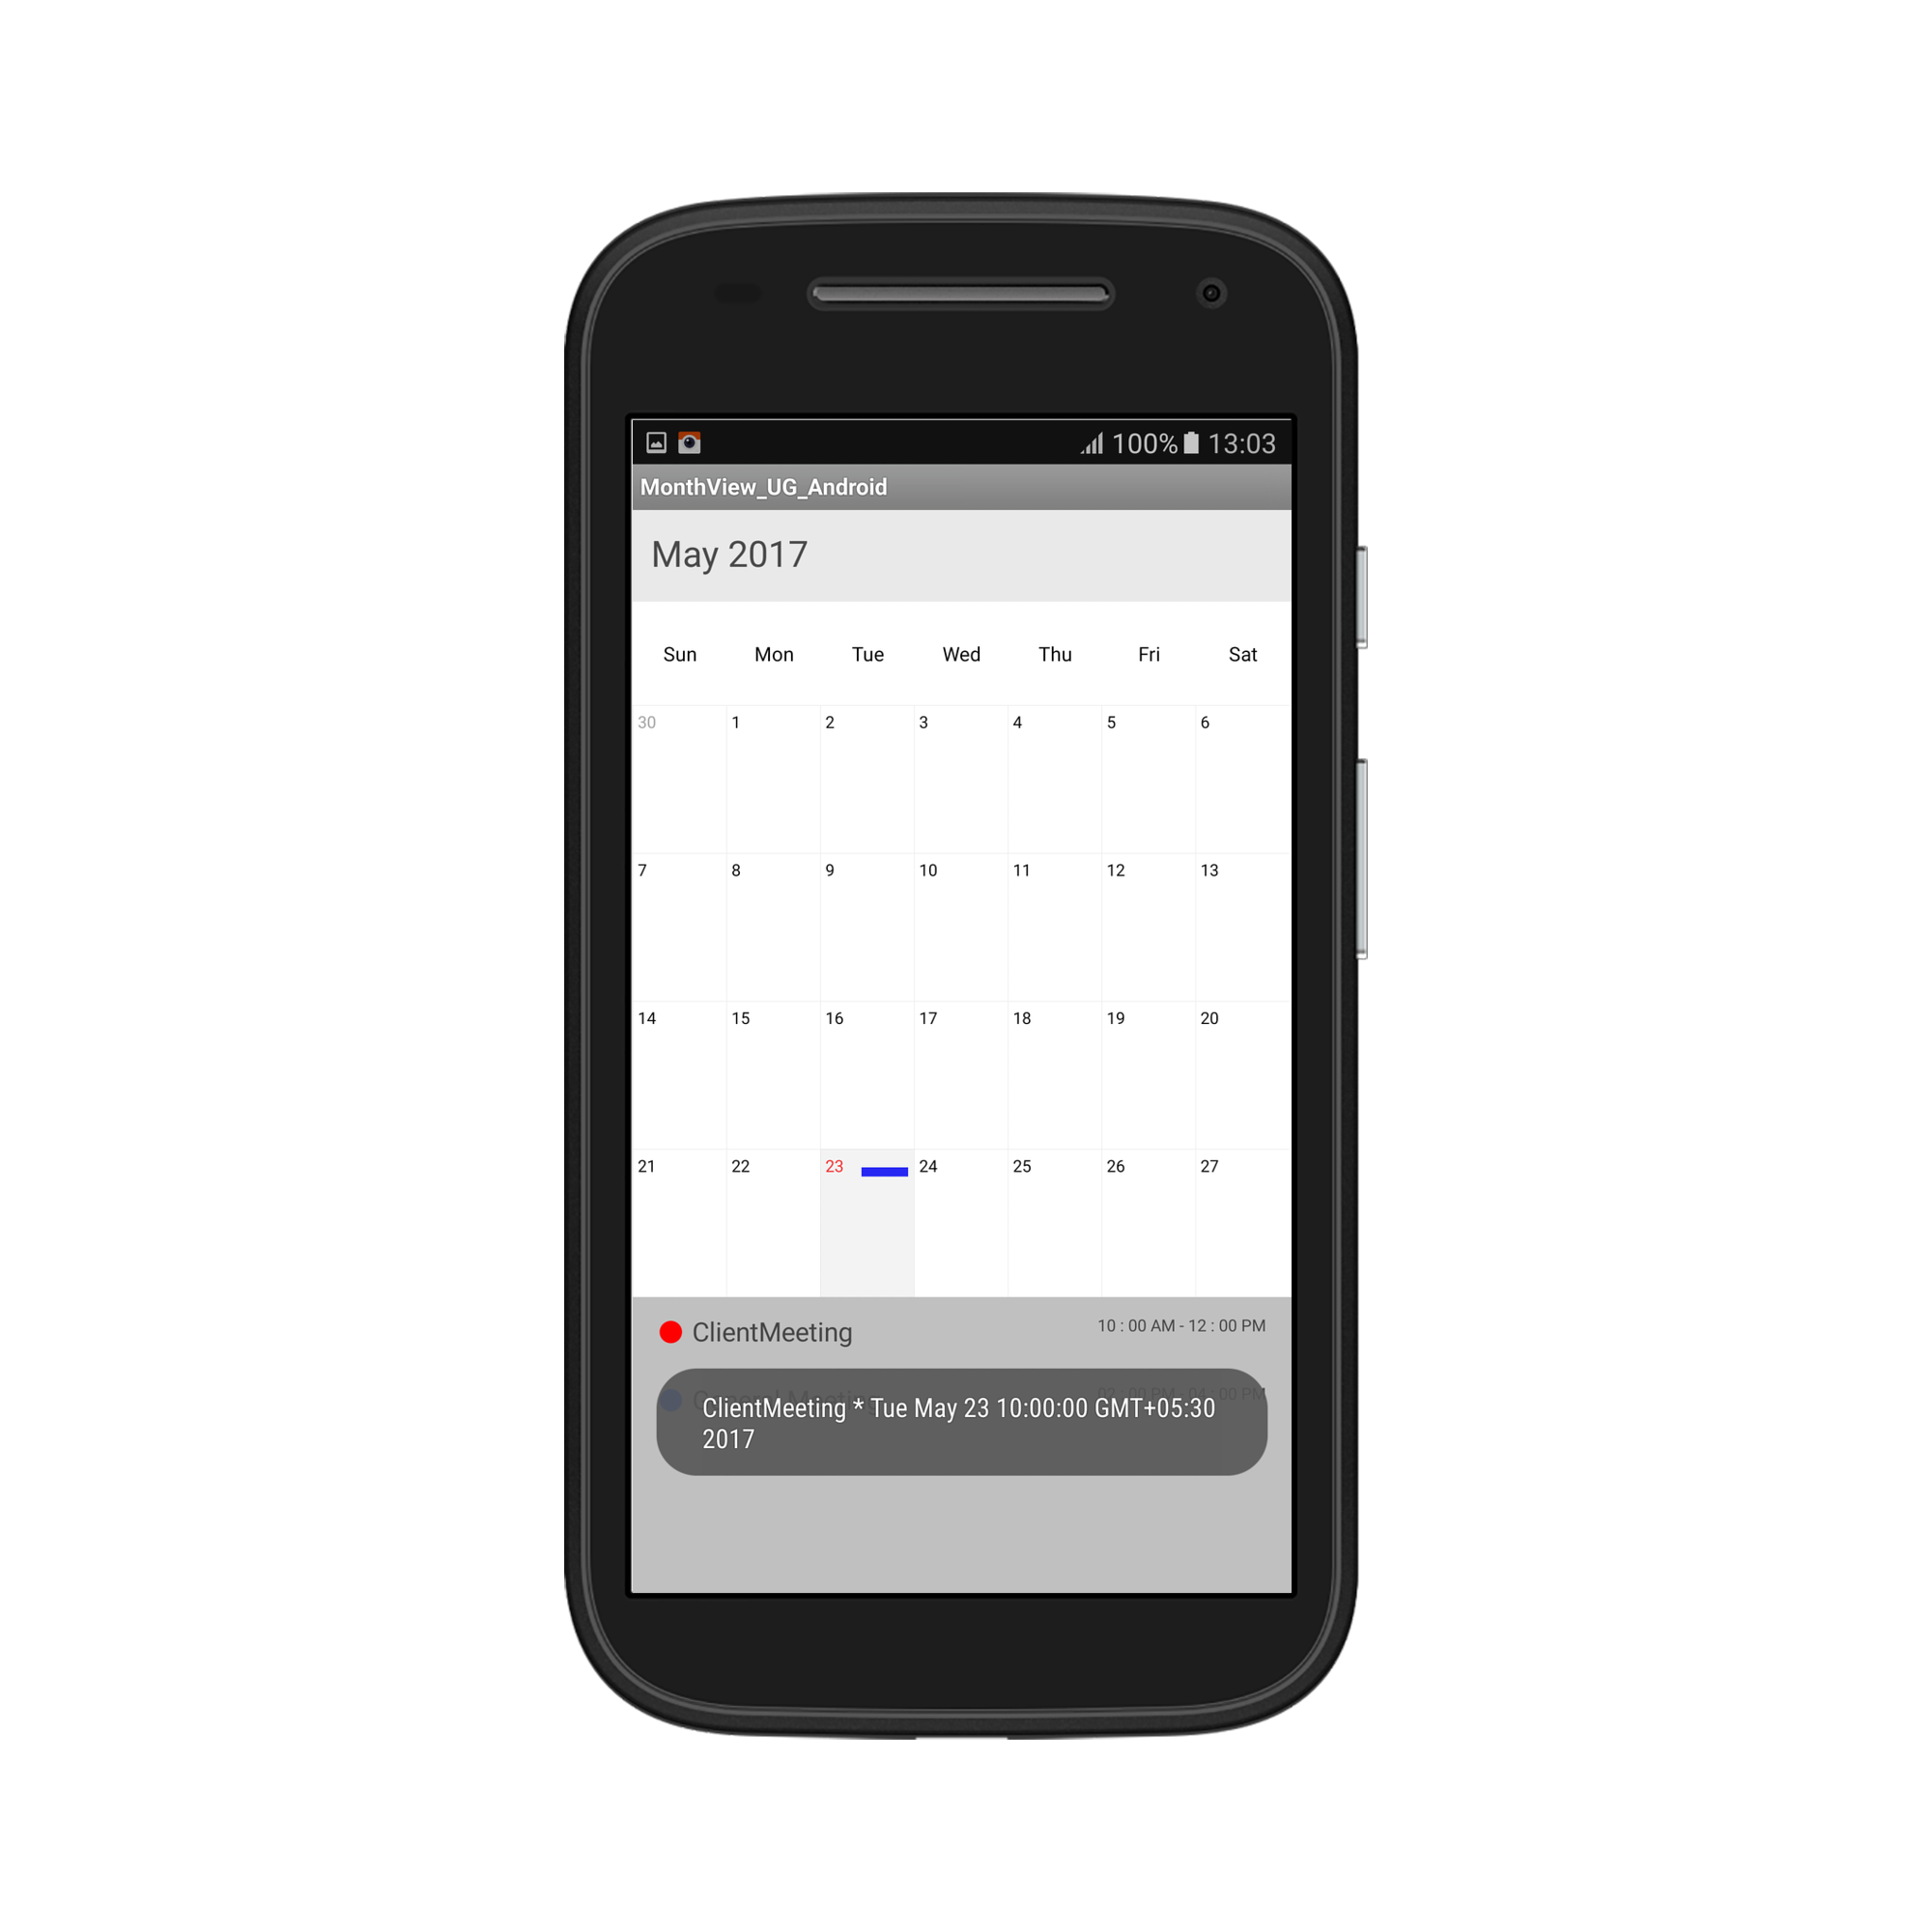 100% 13:03
MonthView_UG_Android
May 2017
Sun Mon Tue Wed Thu Fri Sat
30 1 2 3 4 5 6
7 8 9 10 11 12 13
14 15 16 17 18 19 20
21 22 23 24 25 26 27
ClientMeeting 10 : 00 AM - 12 : 00 PM
ClientMeeting * Tue May 23 10:00:00 GMT+05:30
2017